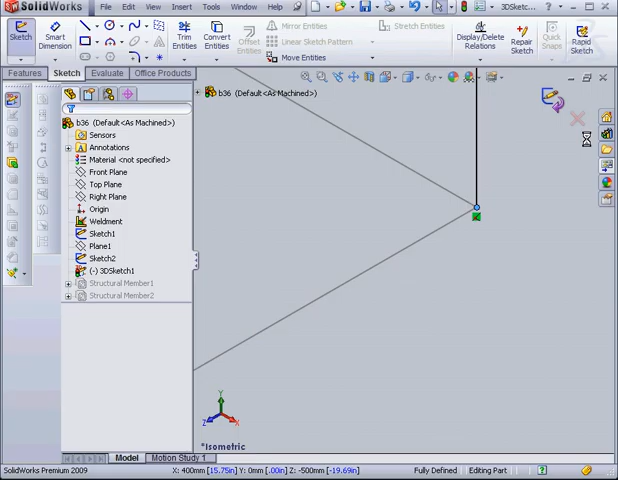 SolidWorks File Edit View Insert Tools Window Help 3DSketc...
Sketch Smart Dimension Trim Entities Convert Entities Offset Entities Mirror Entities Linear Sketch Pattern Move Entities Stretch Entities Display/Delete Relations Repair Sketch Quick Snaps Rapid Sketch
Features Sketch Evaluate Office Products
b36 (Default<As Machined>)
b36 (Default<As Machined>)
Sensors
Annotations
Material <not specified>
Front Plane
Top Plane
Right Plane
Origin
Weldment
Sketch1
Plane1
Sketch2
(-) 3DSketch1
Structural Member1
Structural Member2
Y
Z X
*Isometric
Model Motion Study 1
SolidWorks Premium 2009 X: 400mm [15.75in] Y: 0mm [.00in] Z: -500mm [-19.69in] Fully Defined Editing Part